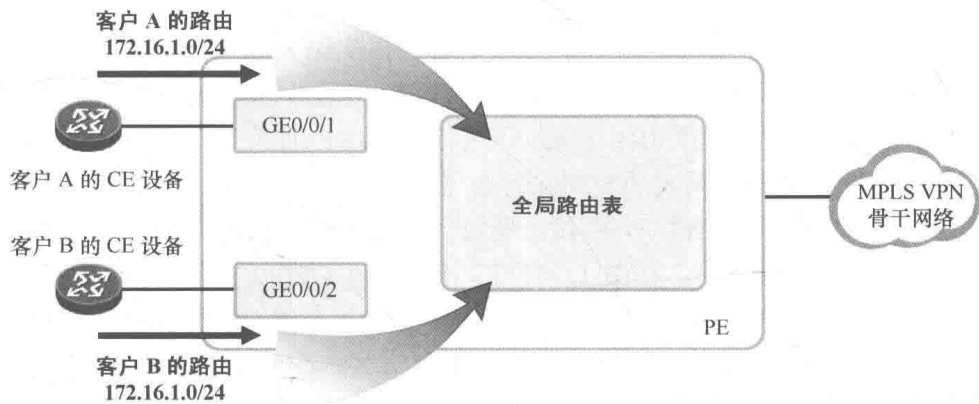 客户 A 的路由
172.16.1.0/24
GE0/0/1
客户 A 的 CE 设备
全局路由表
MPLS VPN
骨干网络
客户 B 的 CE 设备
GE0/0/2
PE
客户 B 的路由
172.16.1.0/24